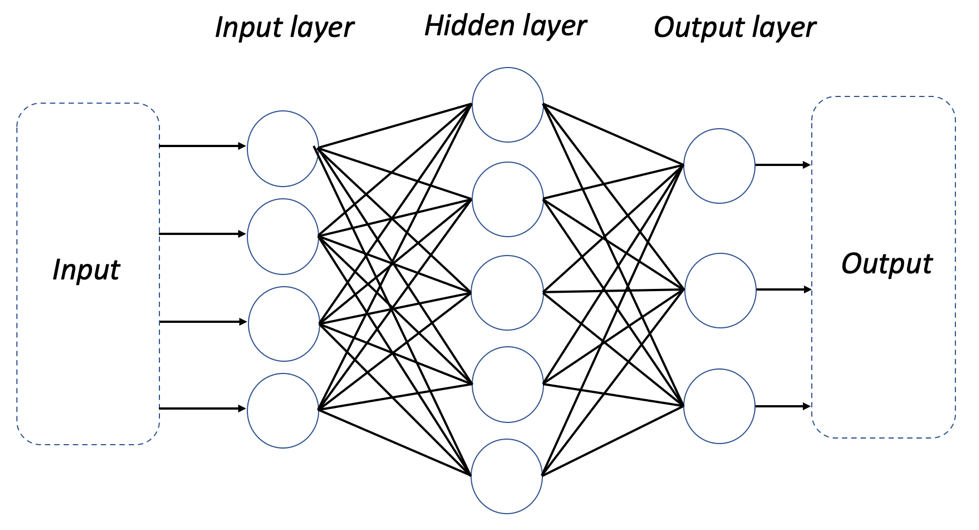 Input layer
Hidden layer
Output layer
Input
Output